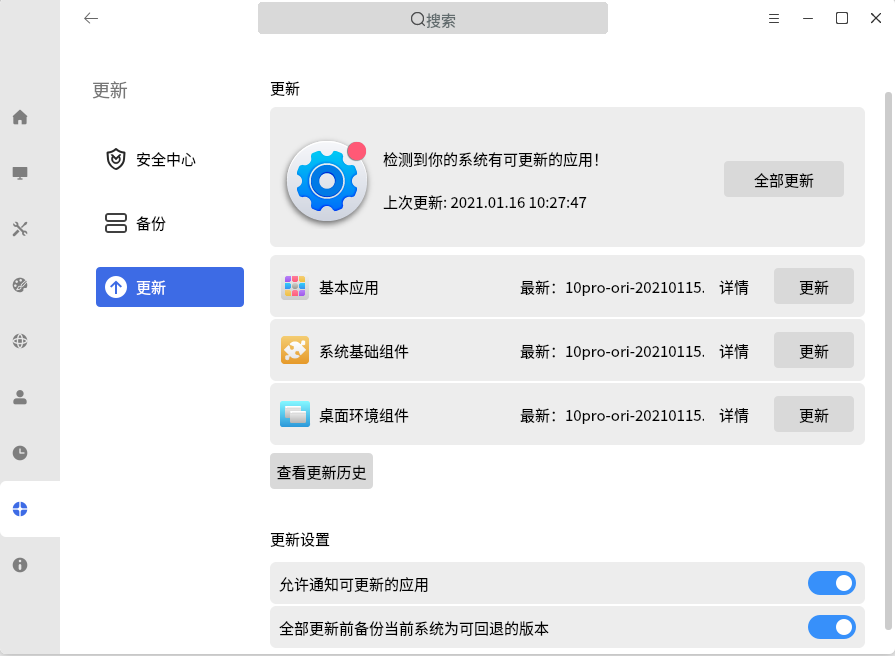 搜索
更新
安全中心
备份
更新
更新
检测到你的系统有可更新的应用！
上次更新: 2021.01.16 10:27:47
全部更新
基本应用 最新：10pro-ori-20210115. 详情 更新
系统基础组件 最新：10pro-ori-20210115. 详情 更新
桌面环境组件 最新：10pro-ori-20210115. 详情 更新
查看更新历史
更新设置
允许通知可更新的应用
全部更新前备份当前系统为可回退的版本